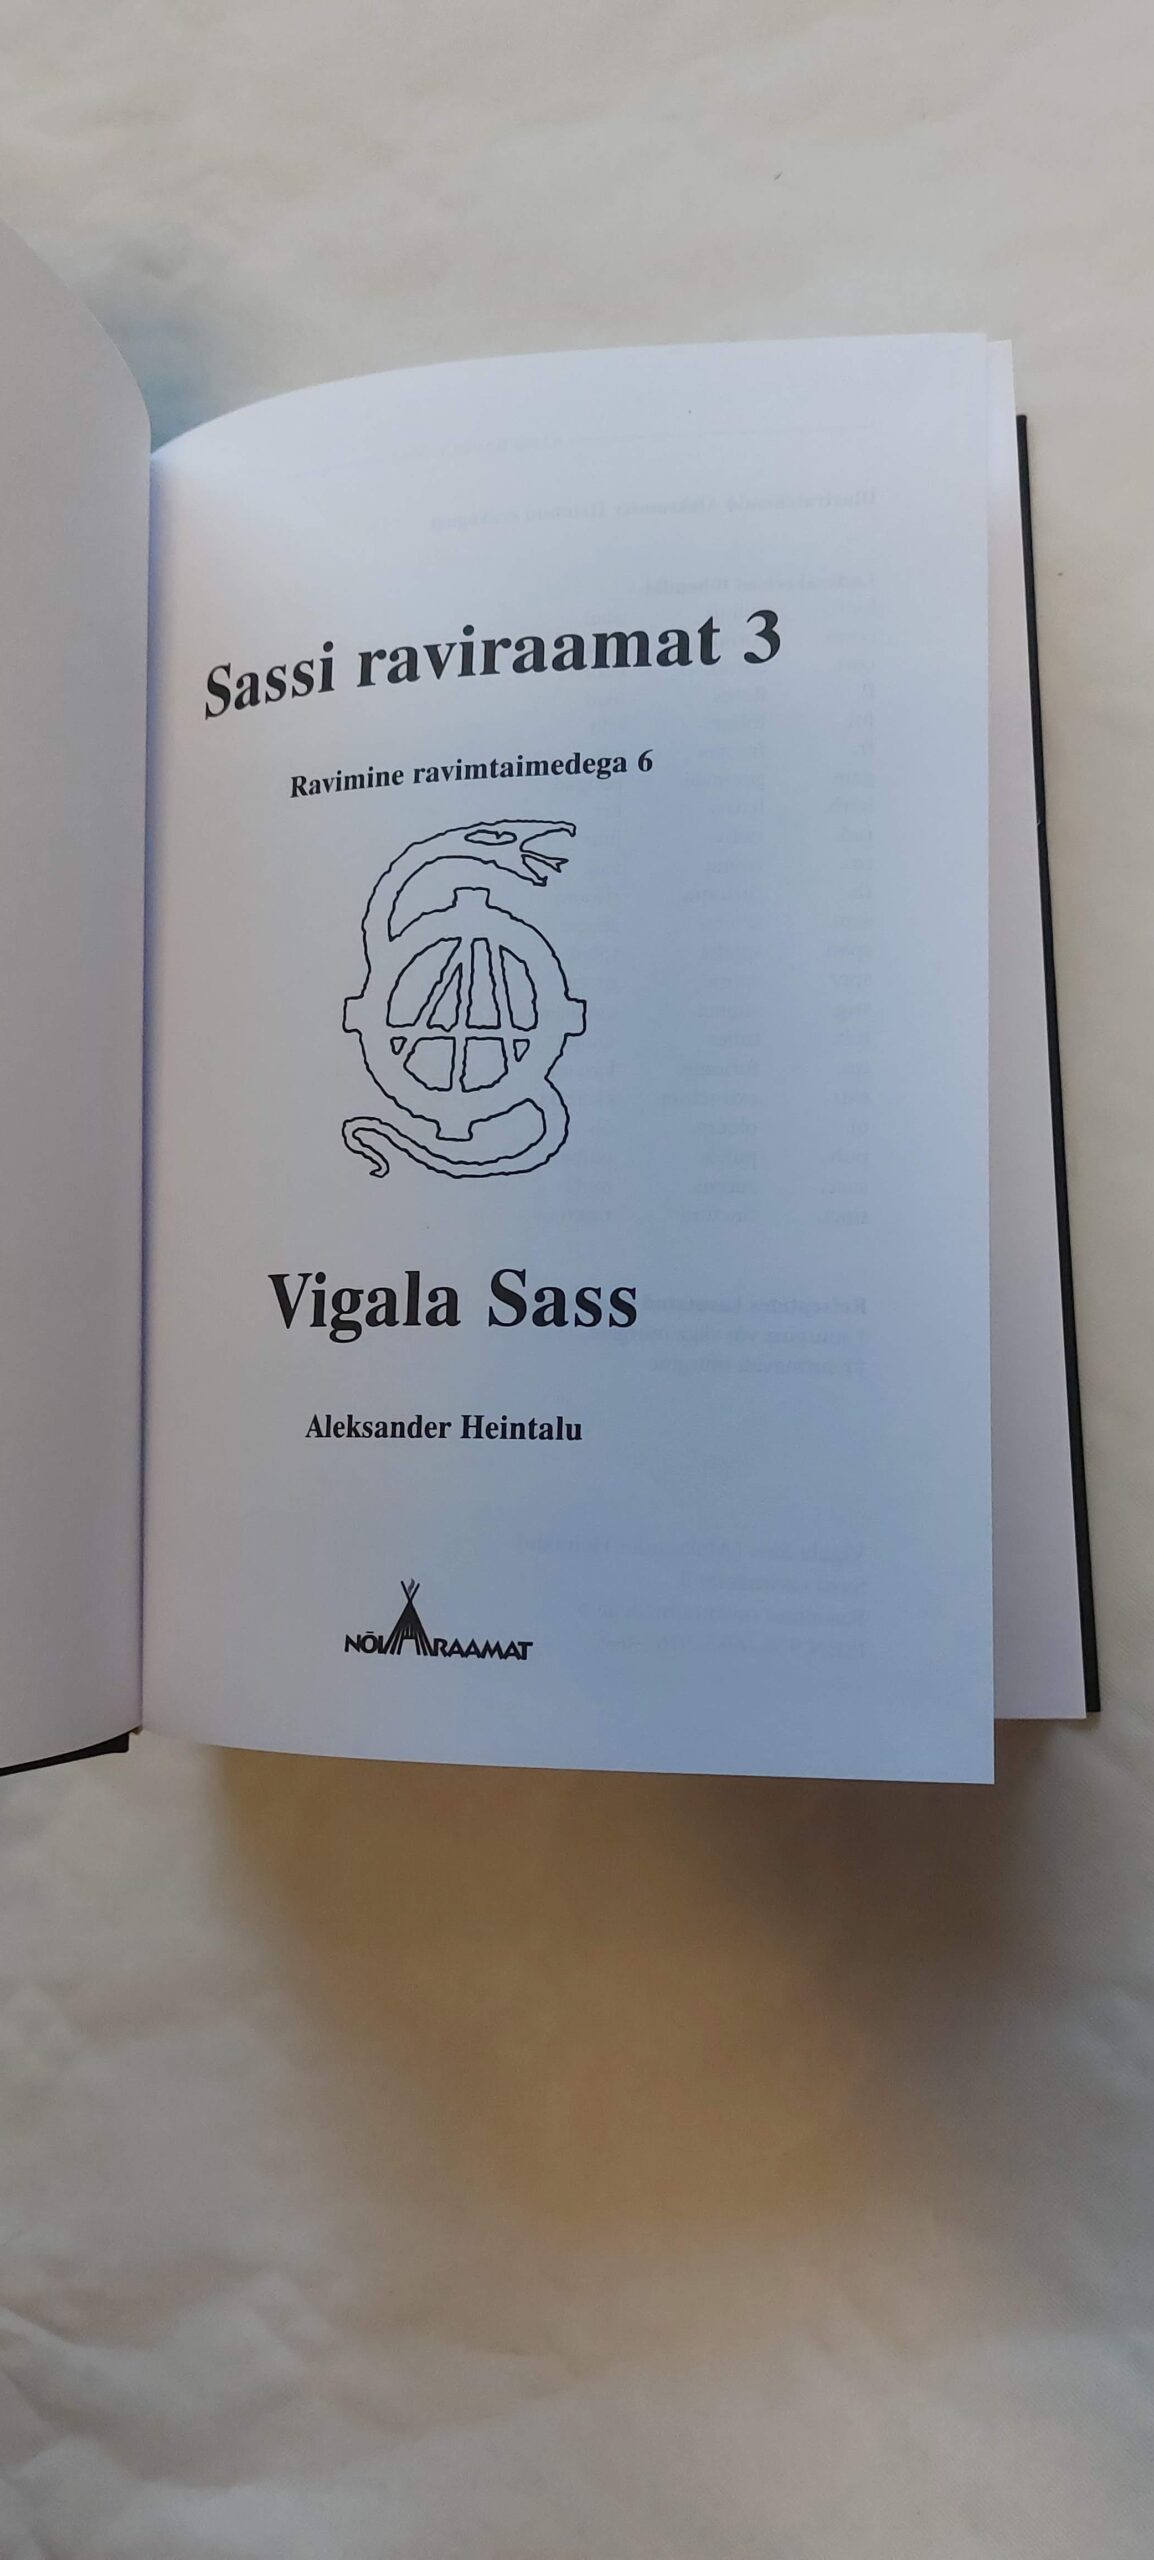 Sassi raviraamat 3
Ravimine ravimtaimedega 6
Vigala Sass
Aleksander Heintalu
NÕIARAAMAT